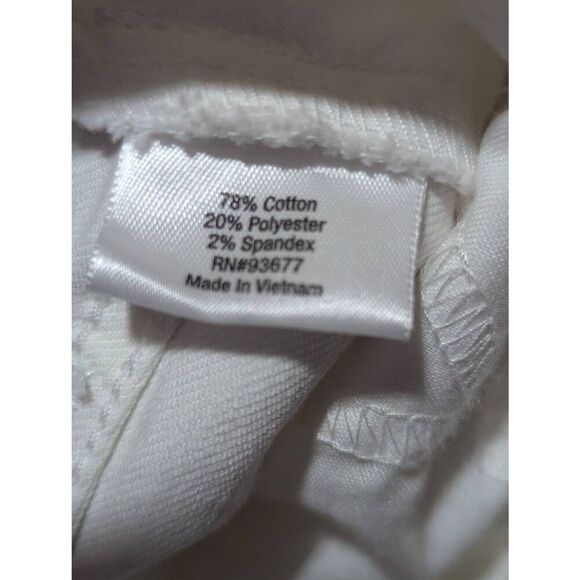 78% Cotton
20% Polyester
2% Spandex
RN#93677
Made In Vietnam